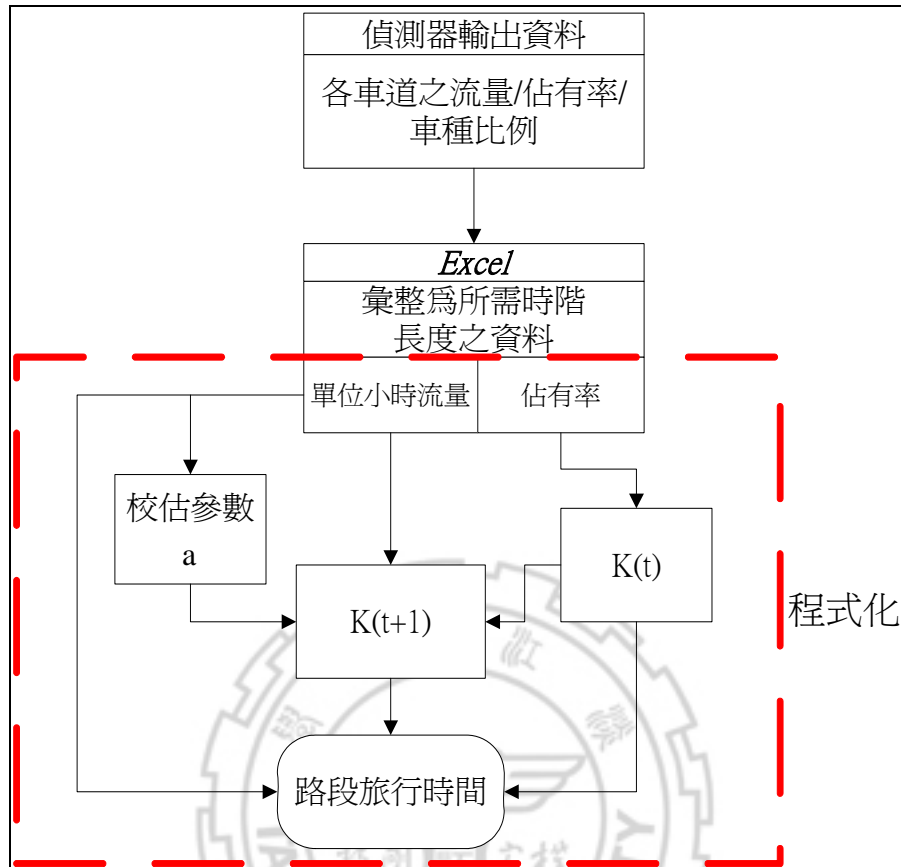 偵測器輸出資料
各車道之流量/佔有率/
車種比例
Excel
彙整為所需時階
長度之資料
單位小時流量
佔有率
校估參數
a
K(t)
K(t+1)
程式化
路段旅行時間